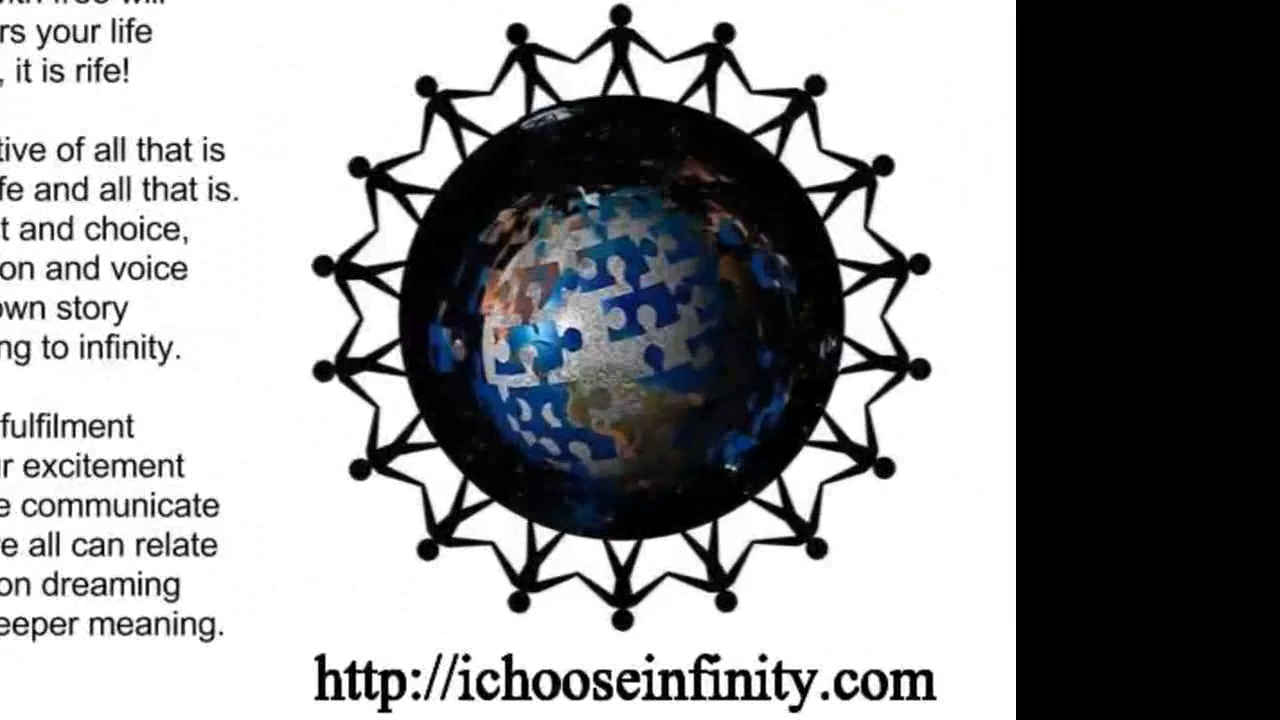 rs your life
, it is rife!
tive of all that is
fe and all that is.
t and choice,
on and voice
own story
ng to infinity.
fulfilment
ur excitement
e communicate
e all can relate
on dreaming
eeper meaning.
http://ichooseinfinity.com